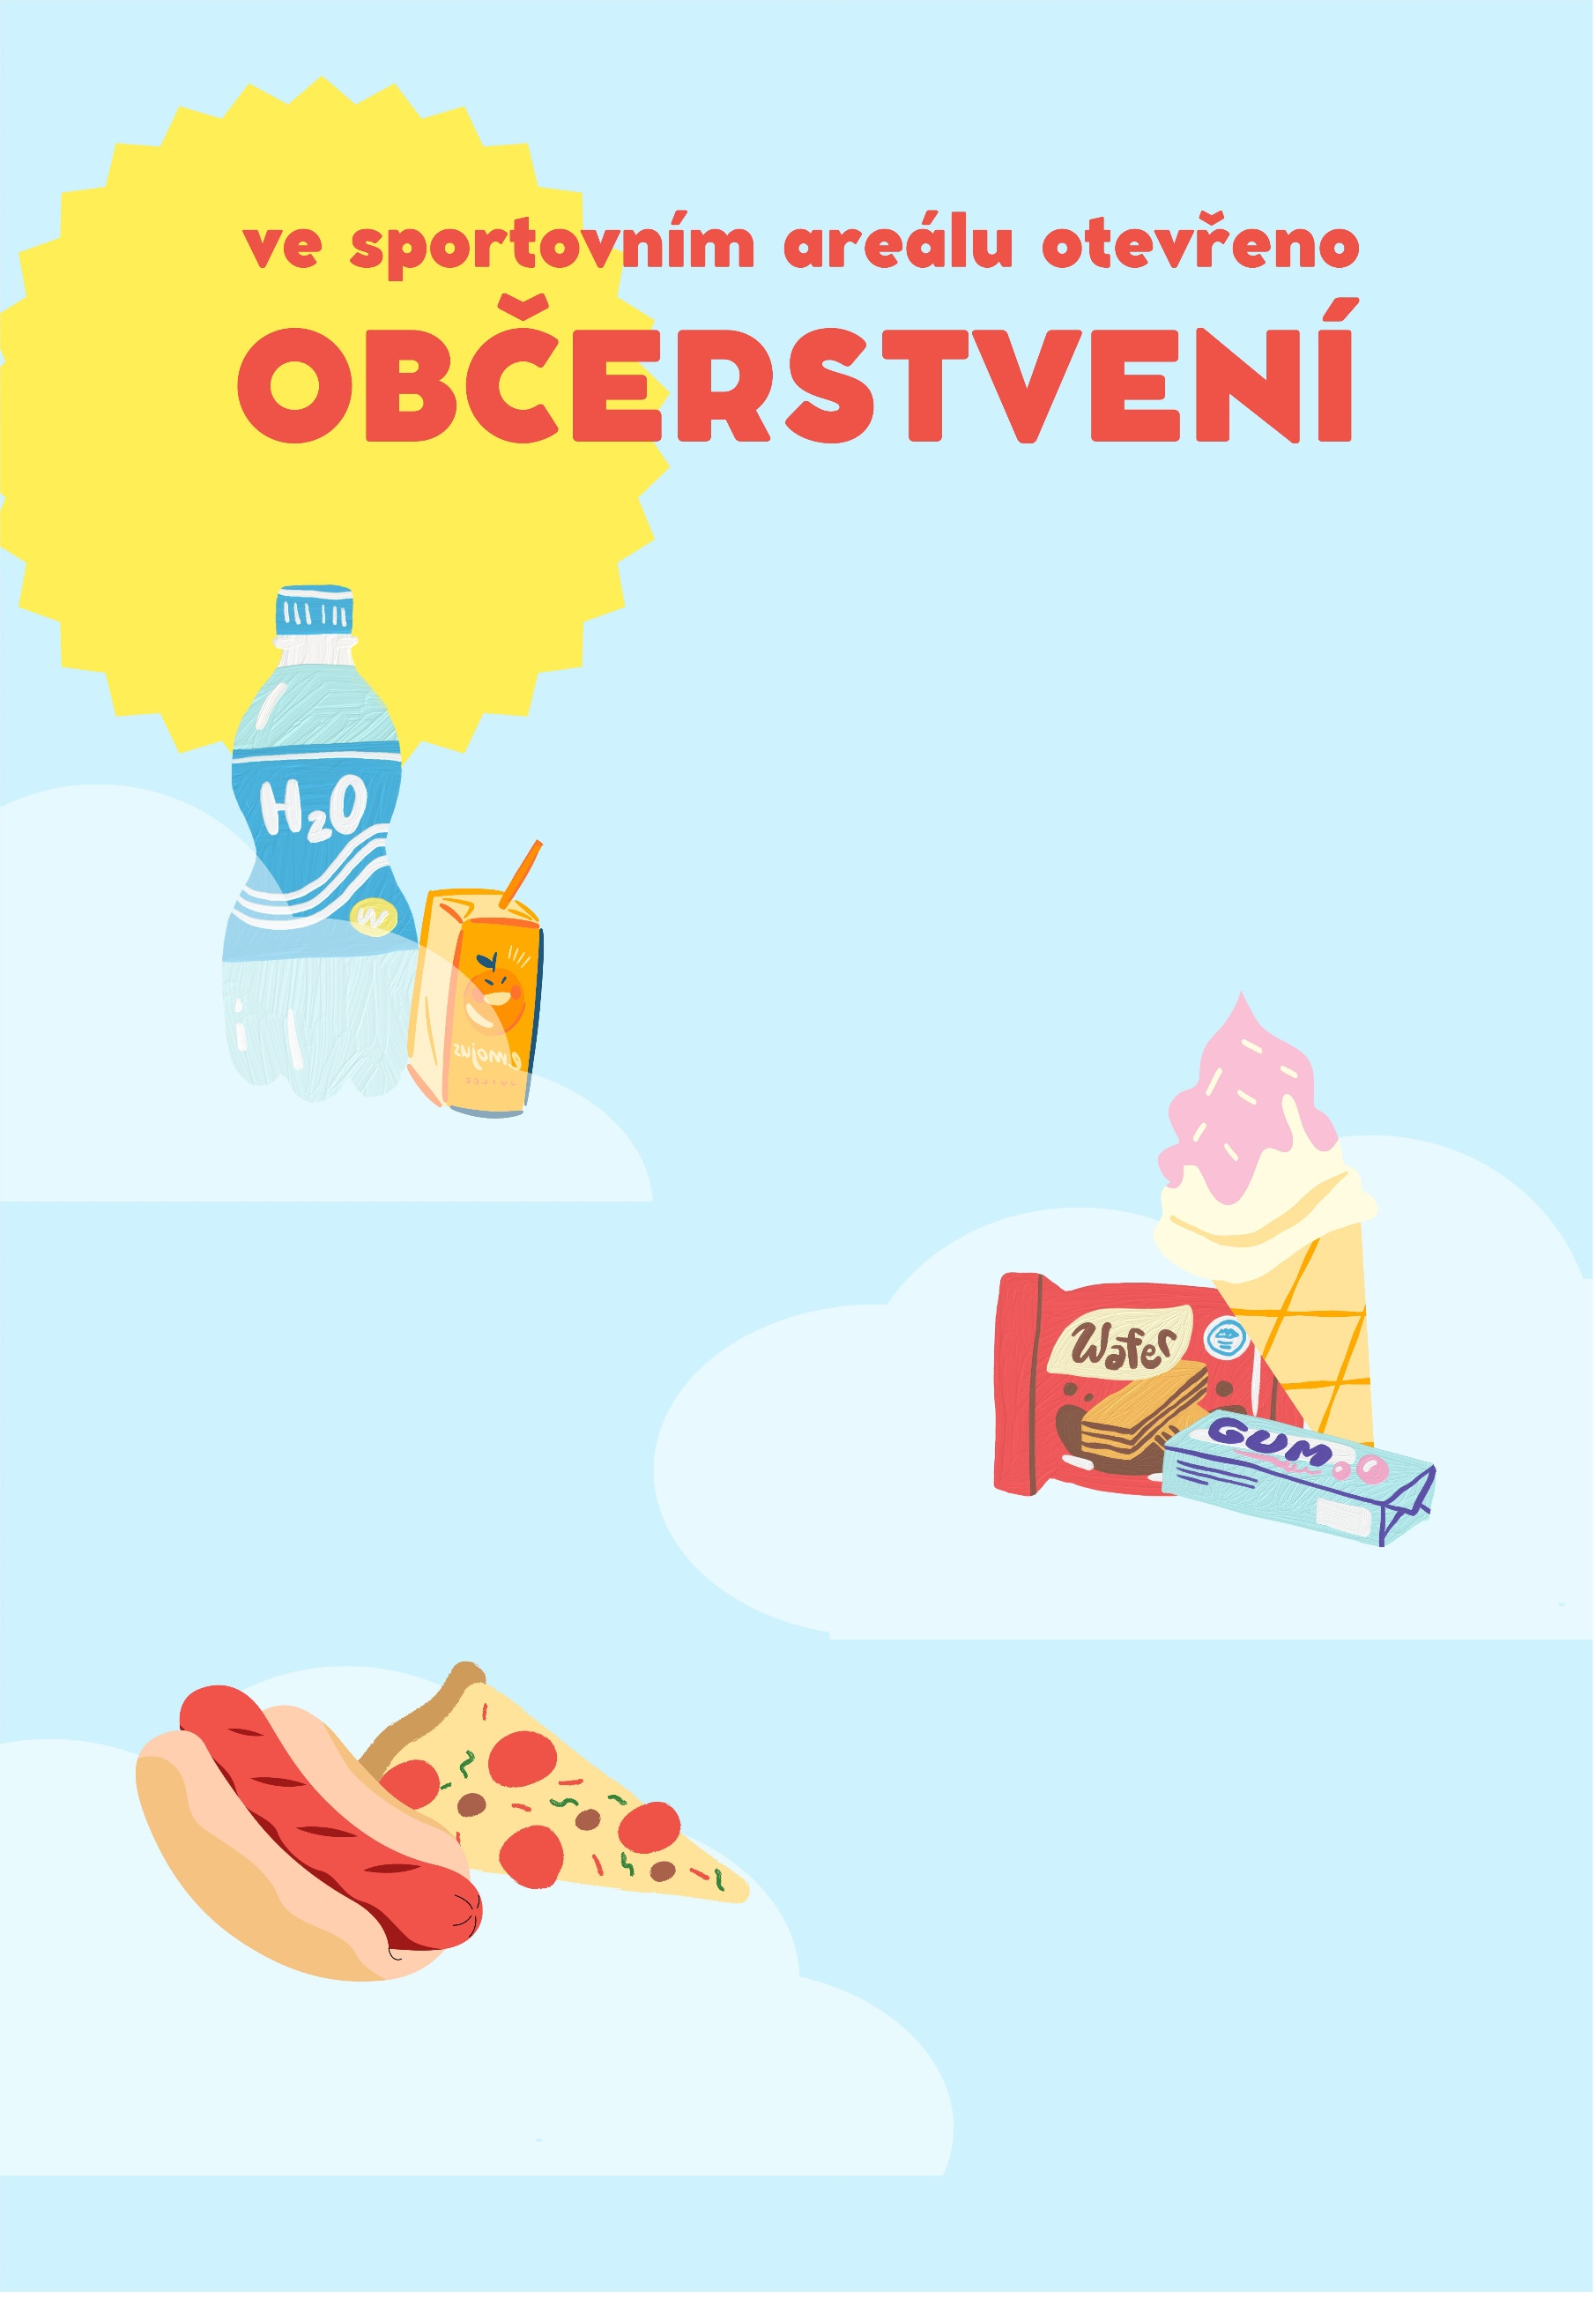 ve sportovním areálu otevřeno
OBČERSTVENÍ
H₂O
W
Wafer
GUM